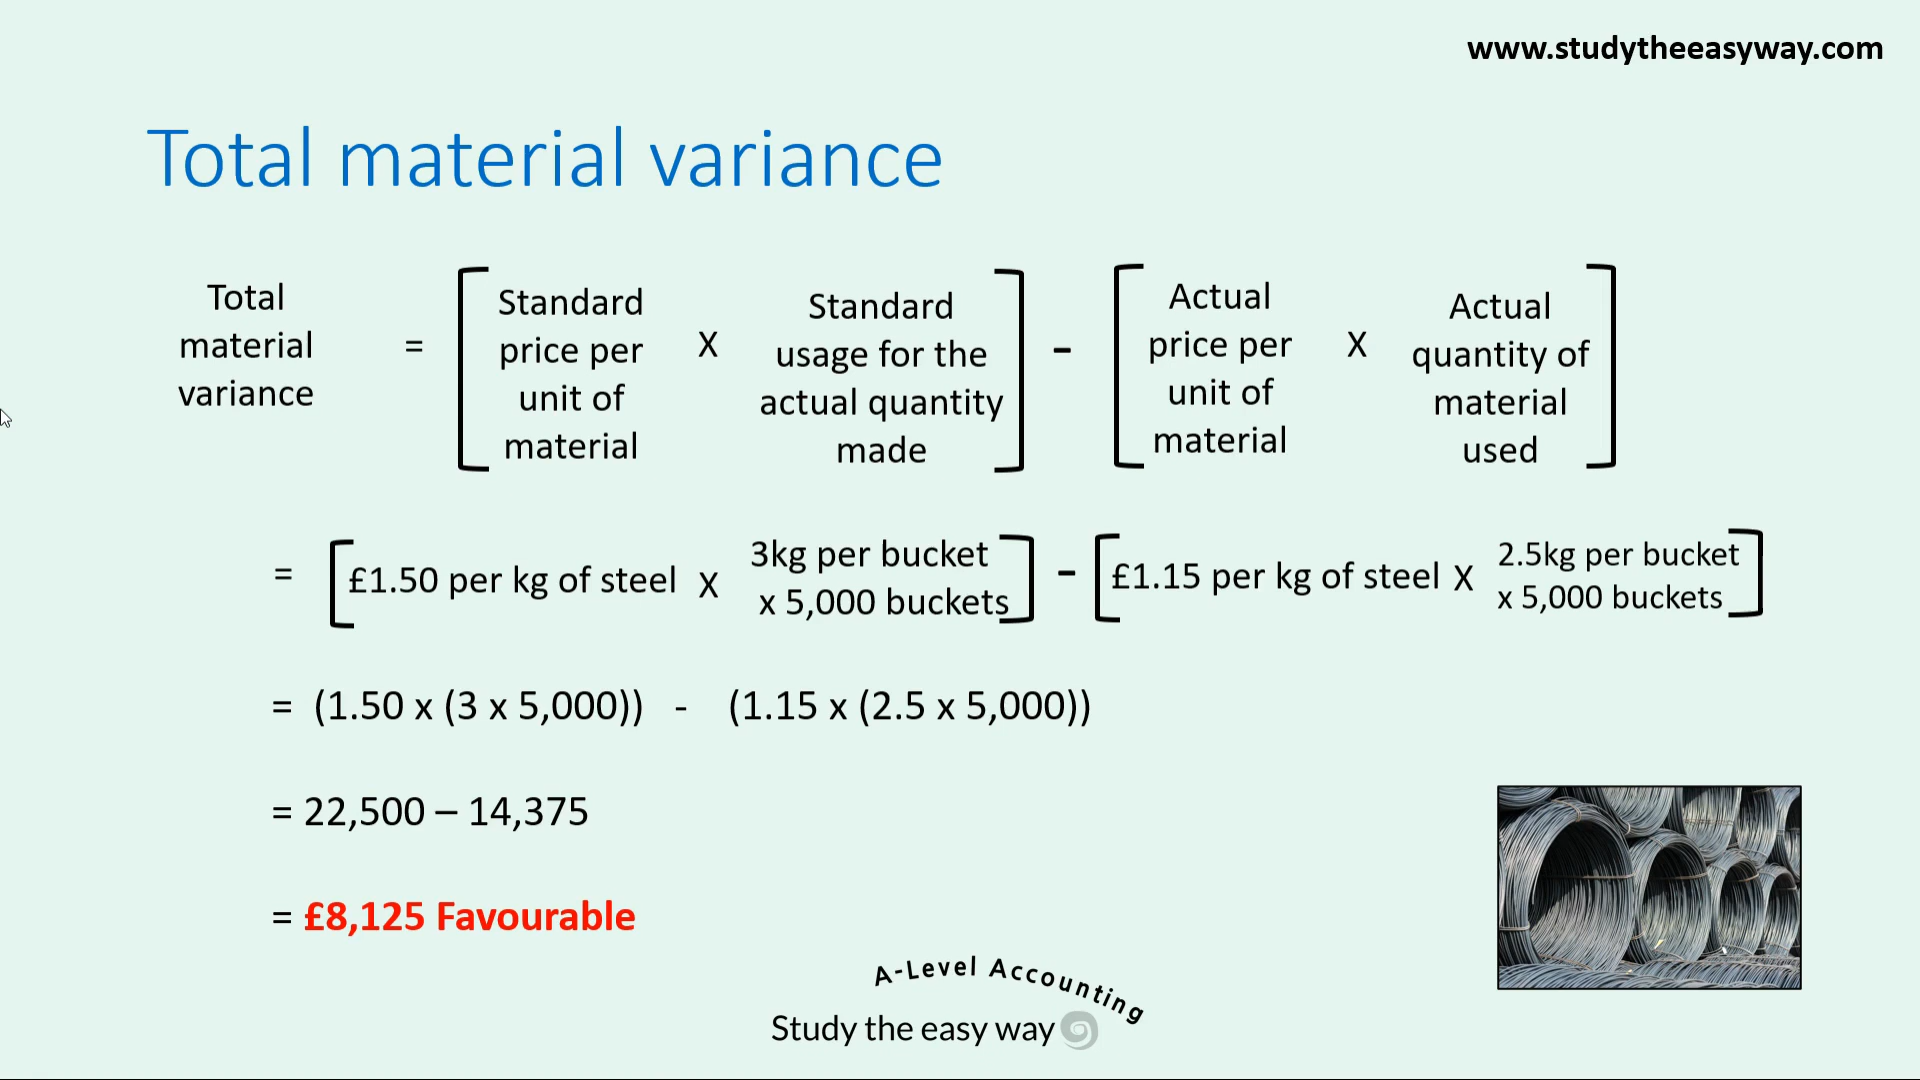 www.studytheeasyway.com
Total material variance
Total
material
variance
=
Standard
price per
unit of
material
X
Standard
usage for the
actual quantity
made
-
Actual
price per
unit of
material
X
Actual
quantity of
material
used
=
£1.50 per kg of steel
X
3kg per bucket
x 5,000 buckets
-
£1.15 per kg of steel
X
2.5kg per bucket
x 5,000 buckets
= (1.50 x (3 x 5,000)) - (1.15 x (2.5 x 5,000))
= 22,500 – 14,375
= £8,125 Favourable
A-Level Accounting
Study the easy way